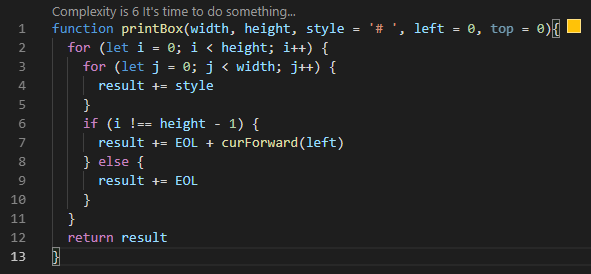 Complexity is 6 It's time to do something...
1 function printBox(width, height, style = '# ', left = 0, top = 0){
2   for (let i = 0; i < height; i++) {
3     for (let j = 0; j < width; j++) {
4       result += style
5     }
6     if (i !== height - 1) {
7       result += EOL + curForward(left)
8     } else {
9       result += EOL
10     }
11   }
12   return result
13 }